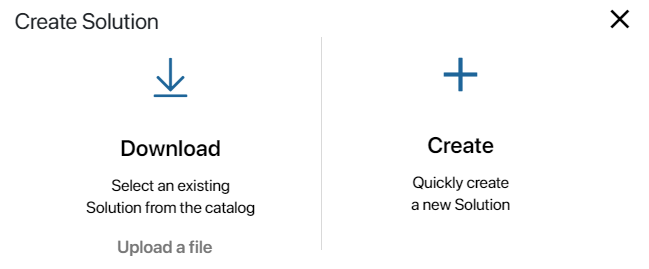 Create Solution
Download
Select an existing
Solution from the catalog
Upload a file
Create
Quickly create
a new Solution